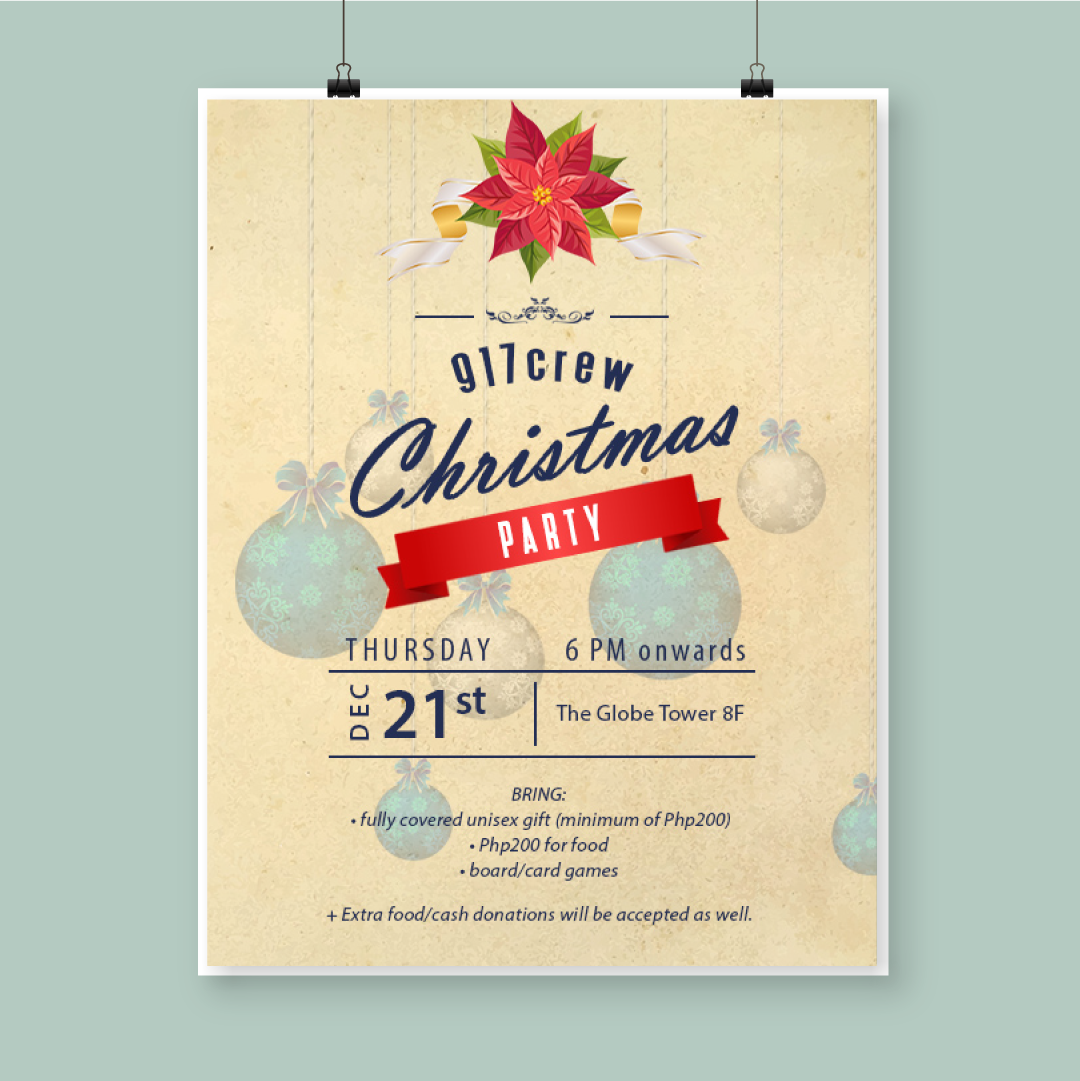 917crew
Christmas
PARTY
THURSDAY
6 PM onwards
DEC
21st
The Globe Tower 8F
BRING:
• fully covered unisex gift (minimum of Php200)
• Php200 for food
• board/card games
+ Extra food/cash donations will be accepted as well.